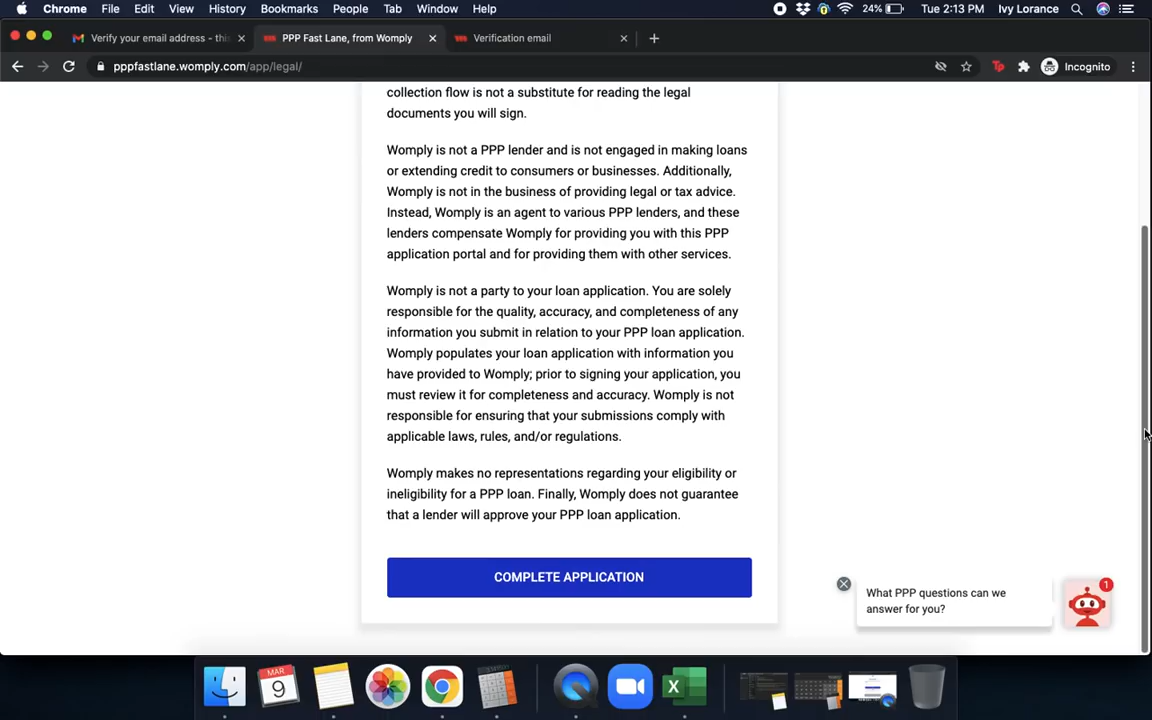 Chrome File Edit View History Bookmarks People Tab Window Help 24% Tue 2:13 PM Ivy Lorance
Verify your email address - this PPP Fast Lane, from Womply Verification email
pppfastlane.womply.com/app/legal/ Incognito
collection flow is not a substitute for reading the legal
documents you will sign.
Womply is not a PPP lender and is not engaged in making loans
or extending credit to consumers or businesses. Additionally,
Womply is not in the business of providing legal or tax advice.
Instead, Womply is an agent to various PPP lenders, and these
lenders compensate Womply for providing you with this PPP
application portal and for providing them with other services.
Womply is not a party to your loan application. You are solely
responsible for the quality, accuracy, and completeness of any
information you submit in relation to your PPP loan application.
Womply populates your loan application with information you
have provided to Womply; prior to signing your application, you
must review it for completeness and accuracy. Womply is not
responsible for ensuring that your submissions comply with
applicable laws, rules, and/or regulations.
Womply makes no representations regarding your eligibility or
ineligibility for a PPP loan. Finally, Womply does not guarantee
that a lender will approve your PPP loan application.
COMPLETE APPLICATION
What PPP questions can we
answer for you?
1
MAR
9